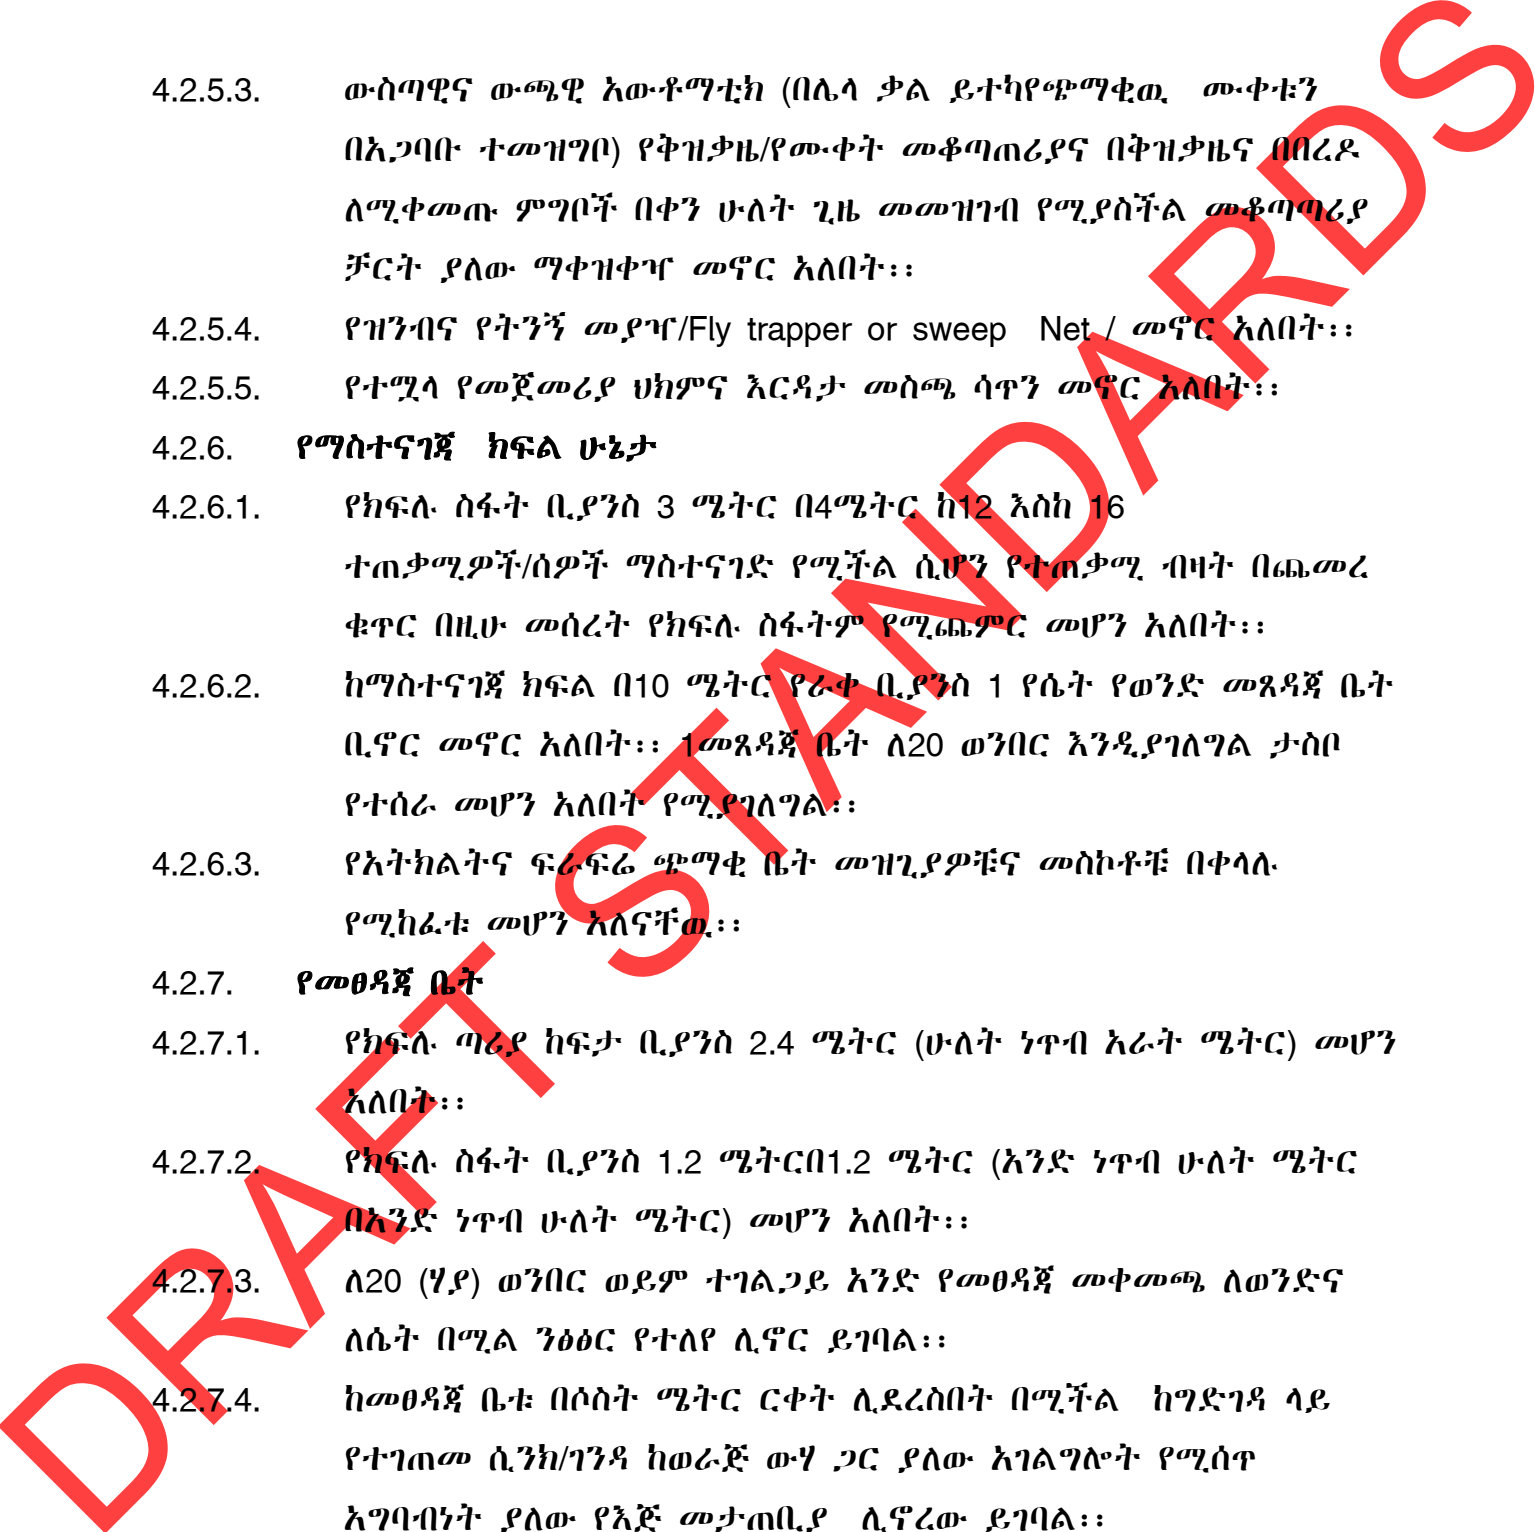 4.2.5.3. ውስጣዊና ውጫዊ አውቶማቲክ (በሌላ ቃል ይተካየጭማቂዉ ሙቀቱን
በአጋባቡ ተመዝግቦ) የቅዝቃዜ/የሙቀት መቆጣጠሪያና በቅዝቃዜና በበረዶ
ለሚቀመጡ ምግቦች በቀን ሁለት ጊዜ መመዝገብ የሚያስችል መቆጣጣሪያ
ቻርት ያለው ማቀዝቀዣ መኖር አለበት፡፡
4.2.5.4. የዝንብና የትንኝ መያዣ/Fly trapper or sweep Net / መኖር አለበት፡፡
4.2.5.5. የተሟላ የመጀመሪያ ህክምና እርዳታ መስጫ ሳጥን መኖር አለበት፡፡
4.2.6. የማስተናገጃ ክፍል ሁኔታ
4.2.6.1. የክፍሉ ስፋት ቢያንስ 3 ሜትር በ4ሜትር ከ12 እስከ 16
ተጠቃሚዎች/ሰዎች ማስተናገድ የሚችል ሲሆን የተጠቃሚ ብዛት በጨመረ
ቁጥር በዚሁ መሰረት የክፍሉ ስፋትም የሚጨምር መሆን አለበት፡፡
4.2.6.2. ከማስተናገጃ ክፍል በ10 ሜትር የራቀ ቢያንስ 1 የሴት የወንድ መጸዳጃ ቤት
ቢኖር መኖር አለበት፡፡ 1መጸዳጃ ቤት ለ20 ወንበር እንዲያገለግል ታስቦ
የተሰራ መሆን አለበት የሚያገለግል፡፡
4.2.6.3. የአትክልትና ፍራፍሬ ጭማቂ ቤት መዝጊያዎቹና መስኮቶቹ በቀላሉ
የሚከፈቱ መሆን አለናቸዉ፡፡
4.2.7. የመፀዳጃ ቤት
4.2.7.1. የክፍሉ ጣሪያ ከፍታ ቢያንስ 2.4 ሜትር (ሁለት ነጥብ አራት ሜትር) መሆን
አለበት፡፡
4.2.7.2. የክፍሉ ስፋት ቢያንስ 1.2 ሜትርበ1.2 ሜትር (አንድ ነጥብ ሁለት ሜትር
በአንድ ነጥብ ሁለት ሜትር) መሆን አለበት፡፡
4.2.7.3. ለ20 (ሃያ) ወንበር ወይም ተገልጋይ አንድ የመፀዳጃ መቀመጫ ለወንድና
ለሴት በሚል ንፅፅር የተለየ ሊኖር ይገባል፡፡
4.2.7.4. ከመፀዳጃ ቤቱ በሶስት ሜትር ርቀት ሊደረስበት በሚችል ከግድገዳ ላይ
የተገጠመ ሲንክ/ገንዳ ከወራጅ ውሃ ጋር ያለው አገልግሎት የሚሰጥ
አግባብነት ያለው የእጅ መታጠቢያ ሊኖረው ይገባል፡፡
DRAFT STANDARDS